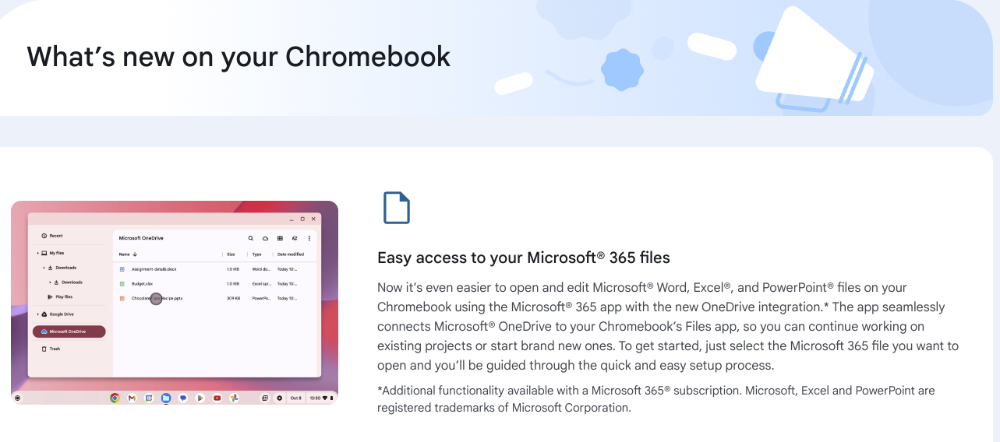 What's new on your Chromebook
Recent
My files
Downloads
Downloads
Play files
Google Drive
Microsoft OneDrive
Trash
Microsoft OneDrive
Name Size Type Date modified
Assignment-details.docx 1.0 MB Word do... Today 10:...
Budget.xlsx 1.0 MB Excel spr... Today 10:...
Chocolate Cake Recipe.pptx 309 KB PowerPo... Today 10:...
Oct 8 12:30
Easy access to your Microsoft® 365 files
Now it's even easier to open and edit Microsoft® Word, Excel®, and PowerPoint® files on your
Chromebook using the Microsoft® 365 app with the new OneDrive integration.* The app seamlessly
connects Microsoft® OneDrive to your Chromebook's Files app, so you can continue working on
existing projects or start brand new ones. To get started, just select the Microsoft 365 file you want to
open and you'll be guided through the quick and easy setup process.
*Additional functionality available with a Microsoft 365® subscription. Microsoft, Excel and PowerPoint are
registered trademarks of Microsoft Corporation.